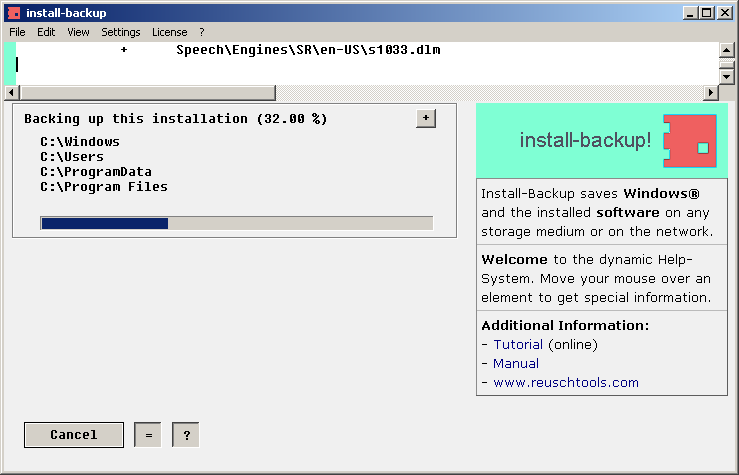 install-backup
File Edit View Settings License ?
+ Speech\Engines\SR\en-US\s1033.dlm
Backing up this installation (32.00 %) +
C:\Windows
C:\Users
C:\ProgramData
C:\Program Files
install-backup!
Install-Backup saves Windows®
and the installed software on any
storage medium or on the network.
Welcome to the dynamic Help-
System. Move your mouse over an
element to get special information.
Additional Information:
- Tutorial (online)
- Manual
- www.reuschtools.com
Cancel = ?